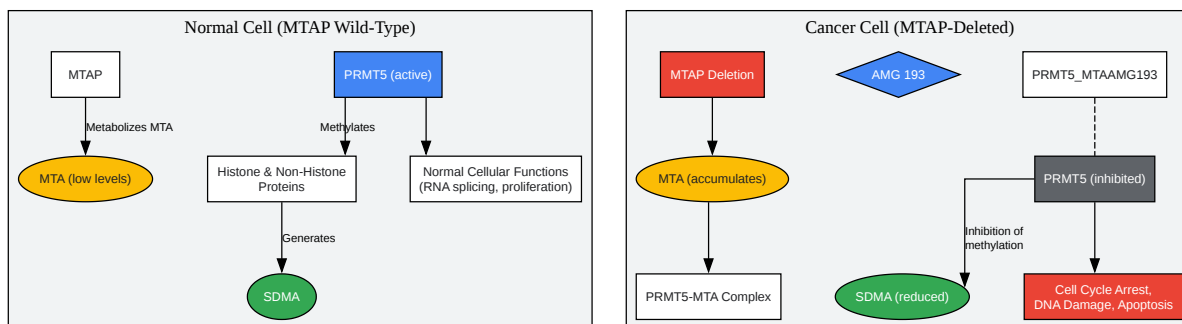 Normal Cell (MTAP Wild-Type)
MTAP
PRMT5 (active)
Metabolizes MTA
Methylates
MTA (low levels)
Histone & Non-Histone
Proteins
Normal Cellular Functions
(RNA splicing, proliferation)
Generates
SDMA
Cancer Cell (MTAP-Deleted)
MTAP Deletion
AMG 193
PRMT5_MTAAMG193
MTA (accumulates)
PRMT5 (inhibited)
Inhibition of
methylation
PRMT5-MTA Complex
SDMA (reduced)
Cell Cycle Arrest,
DNA Damage, Apoptosis